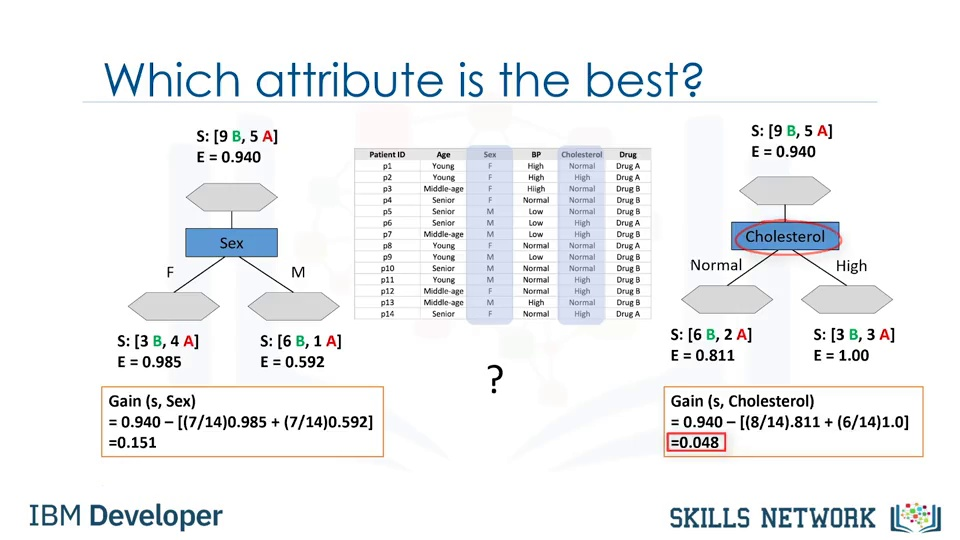 Which attribute is the best?
S: [9 B, 5 A]
E = 0.940
Sex
F M
S: [3 B, 4 A]
E = 0.985
S: [6 B, 1 A]
E = 0.592
Gain (s, Sex)
= 0.940 – [(7/14)0.985 + (7/14)0.592]
=0.151
Patient ID Age Sex BP Cholesterol Drug
p1 Young F High Normal Drug A
p2 Young F High High Drug A
p3 Middle-age F Hiigh Normal Drug B
p4 Senior F Normal Normal Drug B
p5 Senior M Low Normal Drug B
p6 Senior M Low High Drug A
p7 Middle-age M Low High Drug B
p8 Young F Normal Normal Drug A
p9 Young M Low Normal Drug B
p10 Senior M Normal Normal Drug B
p11 Young M Normal High Drug B
p12 Middle-age F Normal High Drug B
p13 Middle-age M High Normal Drug B
p14 Senior F Normal High Drug A
?
S: [9 B, 5 A]
E = 0.940
Cholesterol
Normal High
S: [6 B, 2 A]
E = 0.811
S: [3 B, 3 A]
E = 1.00
Gain (s, Cholesterol)
= 0.940 – [(8/14).811 + (6/14)1.0]
=0.048
IBM Developer
SKILLS NETWORK